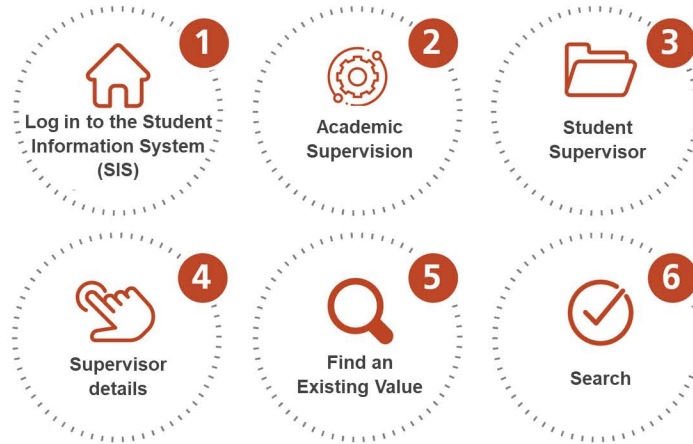 1
Log in to the Student
Information System
(SIS)
2
Academic
Supervision
3
Student
Supervisor
4
Supervisor
details
5
Find an
Existing Value
6
Search